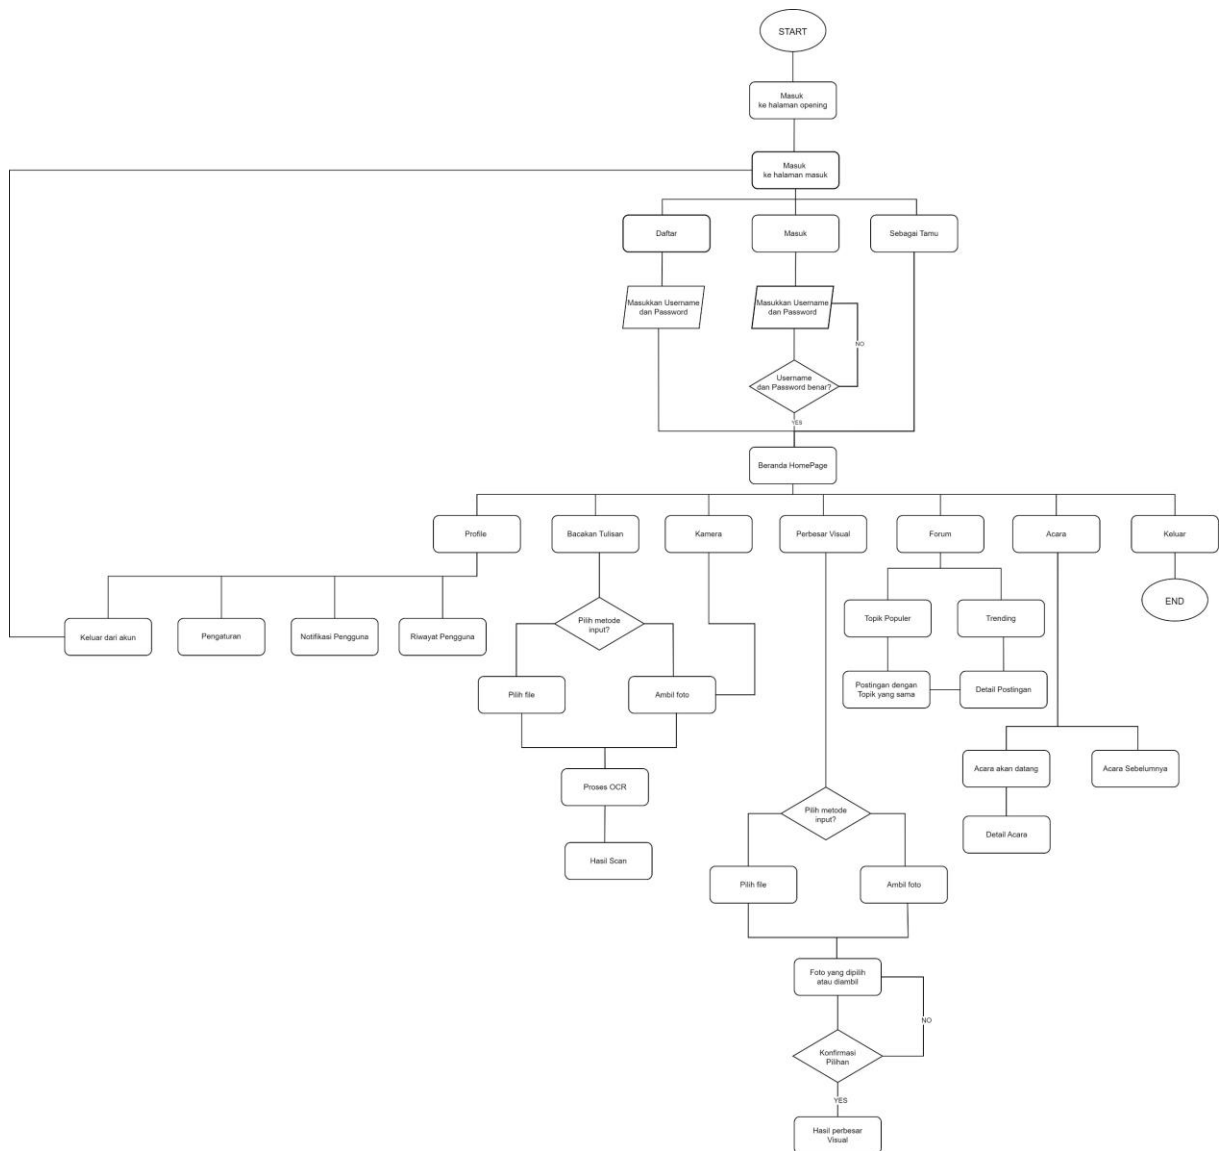 START
Masuk
ke halaman opening
Masuk
ke halaman masuk
Daftar
Masuk
Sebagai Tamu
Masukkan Username
dan Password
Masukkan Username
dan Password
NO
Username
dan Password benar?
YES
Beranda HomePage
Profile
Bacakan Tulisan
Kamera
Perbesar Visual
Forum
Acara
Keluar
END
Keluar dari akun
Pengaturan
Notifikasi Pengguna
Riwayat Pengguna
Pilih metode
input?
Topik Populer
Trending
Pilih file
Ambil foto
Postingan dengan
Topik yang sama
Detail Postingan
Proses OCR
Hasil Scan
Acara akan datang
Acara Sebelumnya
Detail Acara
Pilih metode
input?
Pilih file
Ambil foto
Foto yang dipilih
atau diambil
NO
Konfirmasi
Pilihan
YES
Hasil perbesar
Visual